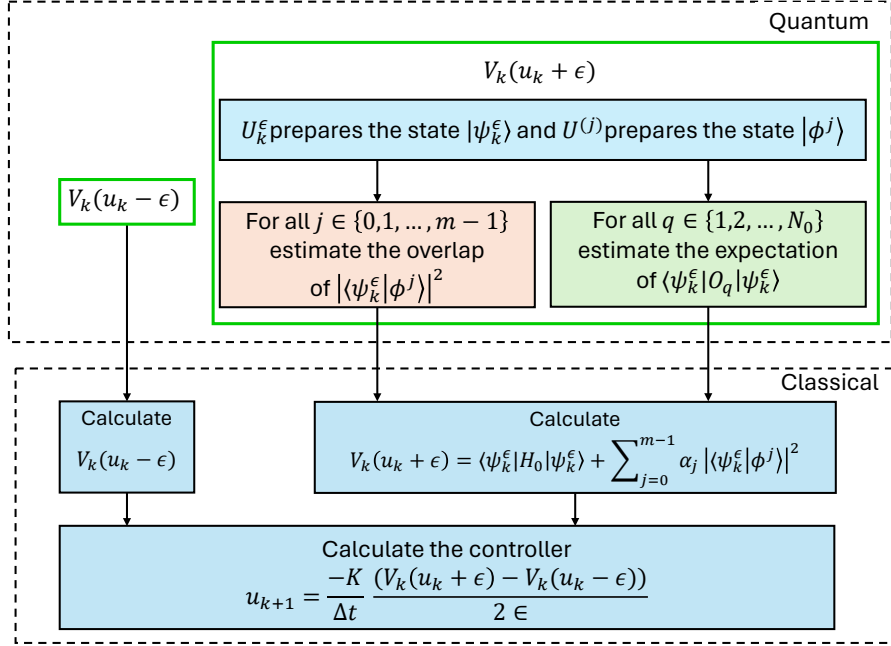 Quantum
V_k(u_k + ϵ)
U_k^ϵ prepares the state |ψ_k^ϵ⟩ and U^(j) prepares the state |ϕ^j⟩
V_k(u_k − ϵ)
For all j ∈ {0,1, … , m − 1}
estimate the overlap
of |⟨ψ_k^ϵ|ϕ^j⟩|^2
For all q ∈ {1,2, … , N_0}
estimate the expectation
of ⟨ψ_k^ϵ|O_q|ψ_k^ϵ⟩
Classical
Calculate
V_k(u_k − ϵ)
Calculate
V_k(u_k + ϵ) = ⟨ψ_k^ϵ|H_0|ψ_k^ϵ⟩ + ∑_{j=0}^{m−1} α_j |⟨ψ_k^ϵ|ϕ^j⟩|^2
Calculate the controller
u_{k+1} = \frac{−K}{Δt} \frac{(V_k(u_k + ϵ) − V_k(u_k − ϵ))}{2 ∈}